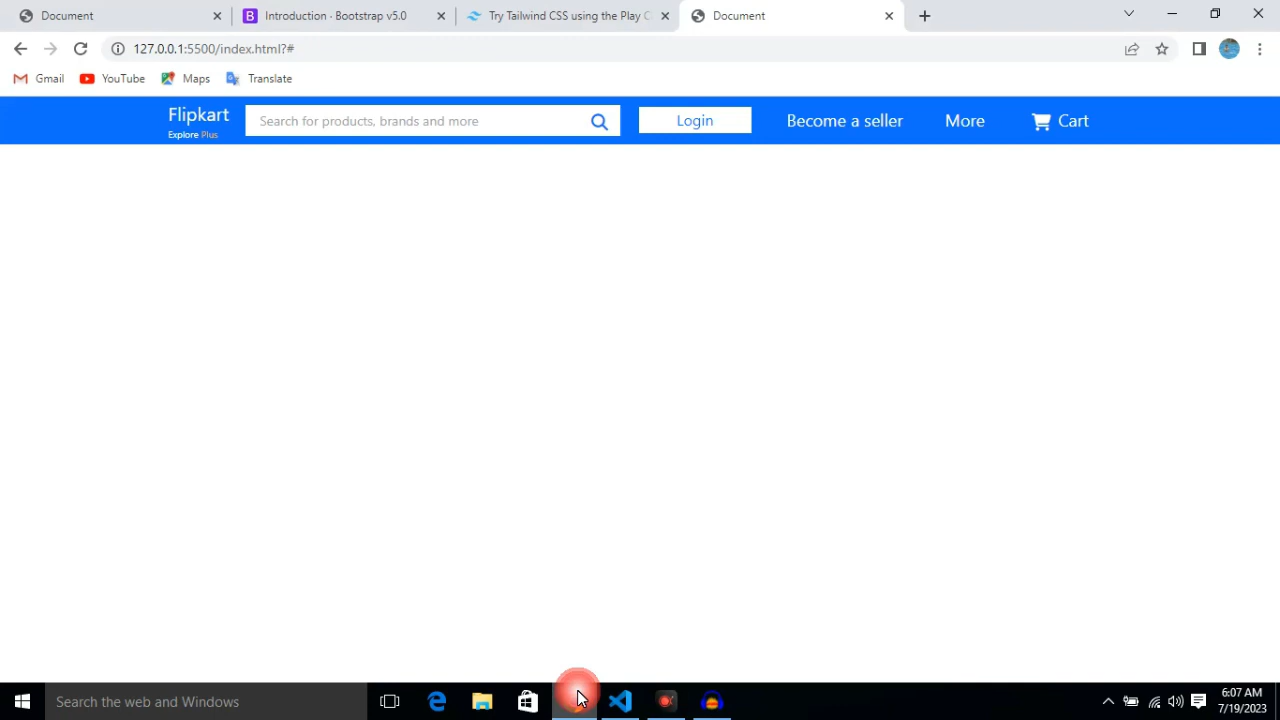 Document
Introduction · Bootstrap v5.0
Try Tailwind CSS using the Play C
Document
127.0.0.1:5500/index.html?#
Gmail
YouTube
Maps
Translate
Flipkart
Explore Plus
Search for products, brands and more
Login
Become a seller
More
Cart
Search the web and Windows
6:07 AM
7/19/2023